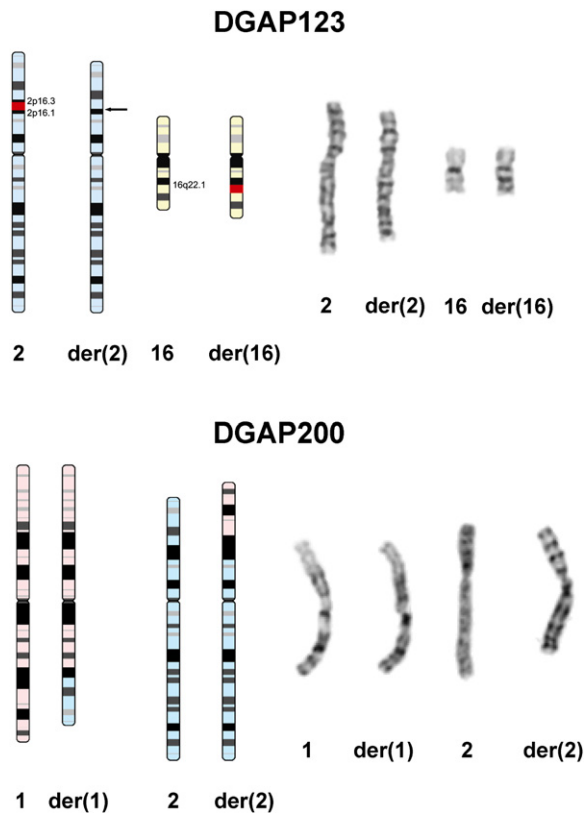 DGAP123
2p16.3
2p16.1
16q22.1
2 der(2) 16 der(16)
2 der(2) 16 der(16)
DGAP200
1 der(1) 2 der(2)
1 der(1) 2 der(2)